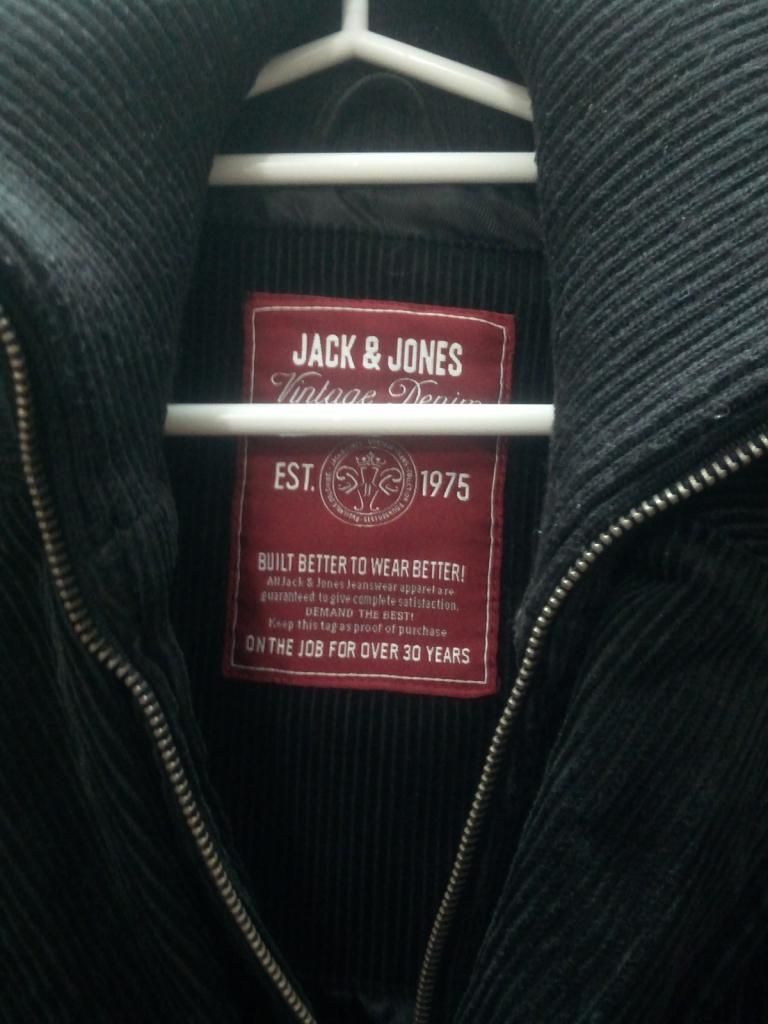 JACK & JONES
Vintage Denim
EST. 1975
BUILT BETTER TO WEAR BETTER!
All Jack & Jones Jeanswear apparel are
guaranteed to give complete satisfaction.
DEMAND THE BEST!
Keep this tag as proof of purchase
ON THE JOB FOR OVER 30 YEARS